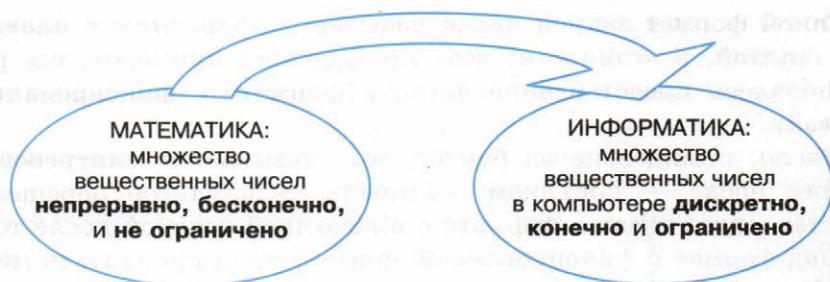 МАТЕМАТИКА:
множество
вещественных чисел
непрерывно, бесконечно,
и не ограничено
ИНФОРМАТИКА:
множество
вещественных чисел
в компьютере дискретно,
конечно и ограничено